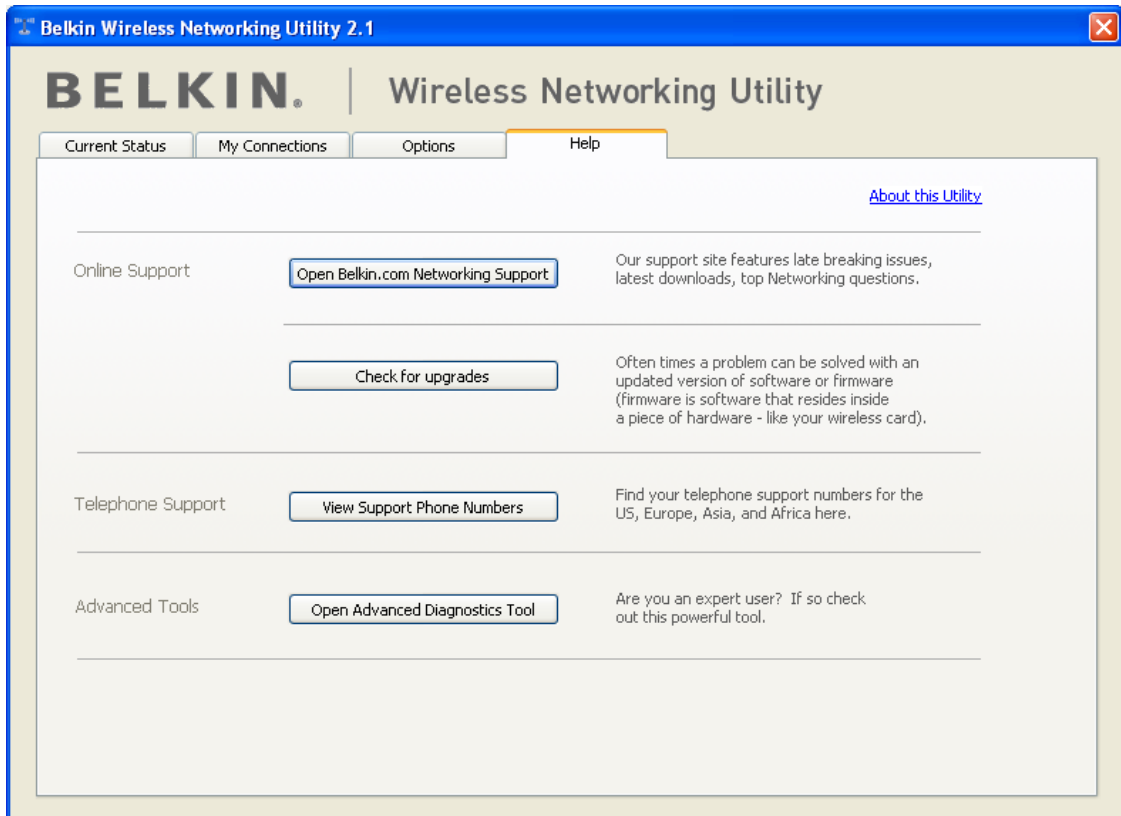 Belkin Wireless Networking Utility 2.1
BELKIN® | Wireless Networking Utility
Current Status
My Connections
Options
Help
About this Utility
Online Support
Open Belkin.com Networking Support
Our support site features late breaking issues,
latest downloads, top Networking questions.
Check for upgrades
Often times a problem can be solved with an
updated version of software or firmware
(firmware is software that resides inside
a piece of hardware - like your wireless card).
Telephone Support
View Support Phone Numbers
Find your telephone support numbers for the
US, Europe, Asia, and Africa here.
Advanced Tools
Open Advanced Diagnostics Tool
Are you an expert user?  If so check
out this powerful tool.